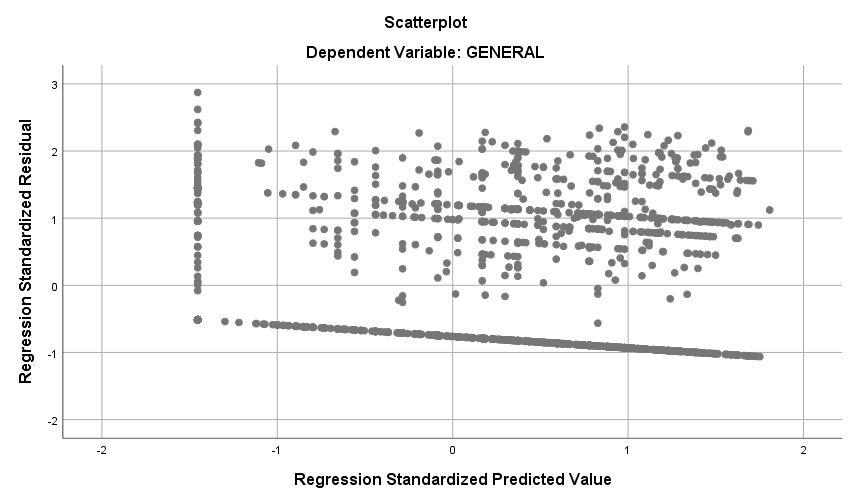 Scatterplot
Dependent Variable: GENERAL
Regression Standardized Residual
3
2
1
0
-1
-2
-2
-1
0
1
2
Regression Standardized Predicted Value